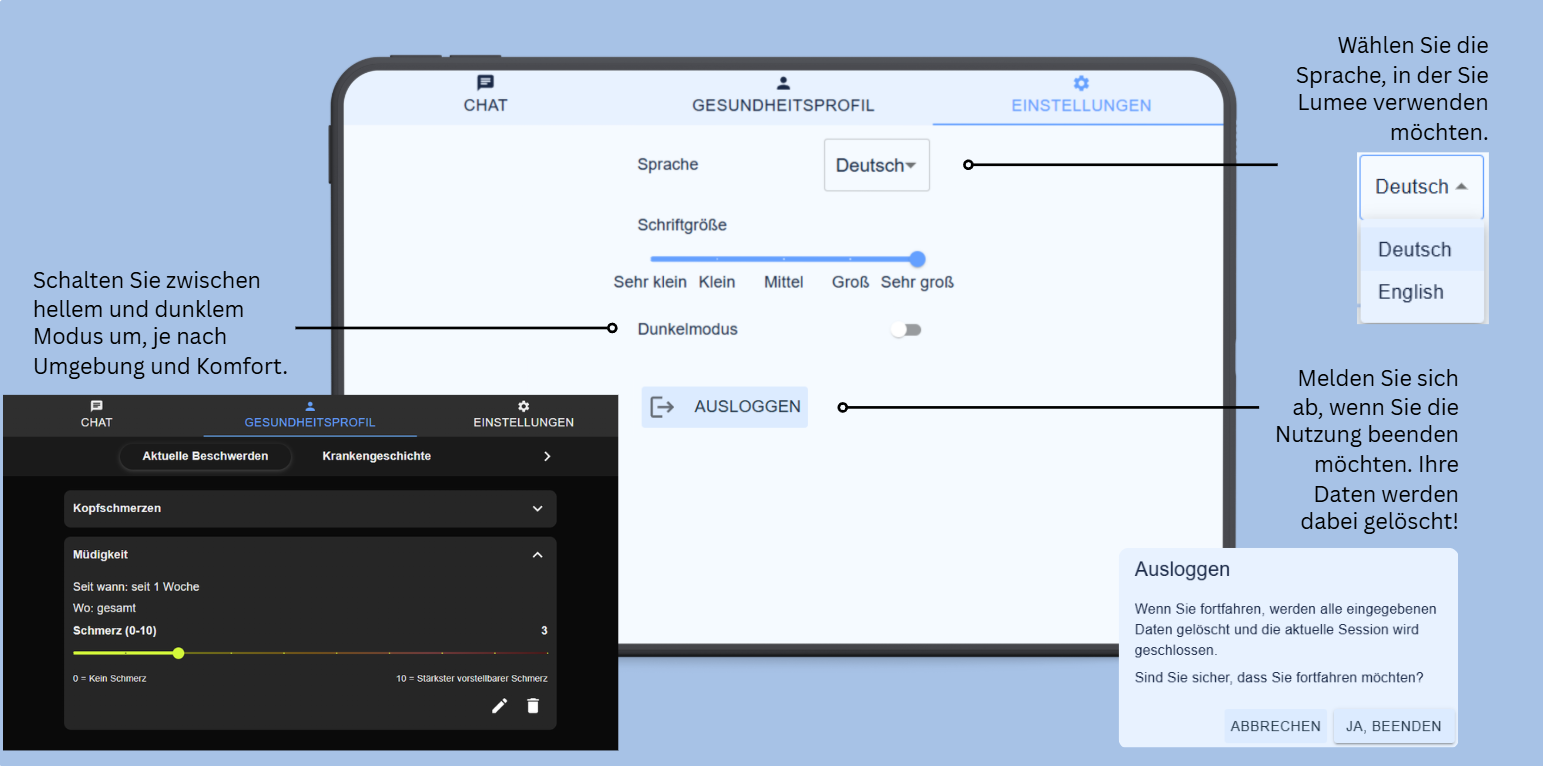 Wählen Sie die
Sprache, in der Sie
Lumee verwenden
möchten.
CHAT
GESUNDHEITSPROFIL
EINSTELLUNGEN
Sprache
Deutsch
Deutsch
Deutsch
English
Schriftgröße
Sehr klein Klein Mittel Groß Sehr groß
Dunkelmodus
AUSLOGGEN
Schalten Sie zwischen
hellem und dunklem
Modus um, je nach
Umgebung und Komfort.
CHAT
GESUNDHEITSPROFIL
EINSTELLUNGEN
Aktuelle Beschwerden
Krankengeschichte
Kopfschmerzen
Müdigkeit
Seit wann: seit 1 Woche
Wo: gesamt
Schmerz (0-10) 3
0 = Kein Schmerz
10 = Stärkster vorstellbarer Schmerz
Melden Sie sich
ab, wenn Sie die
Nutzung beenden
möchten. Ihre
Daten werden
dabei gelöscht!
Ausloggen
Wenn Sie fortfahren, werden alle eingegebenen
Daten gelöscht und die aktuelle Session wird
geschlossen.
Sind Sie sicher, dass Sie fortfahren möchten?
ABBRECHEN
JA, BEENDEN